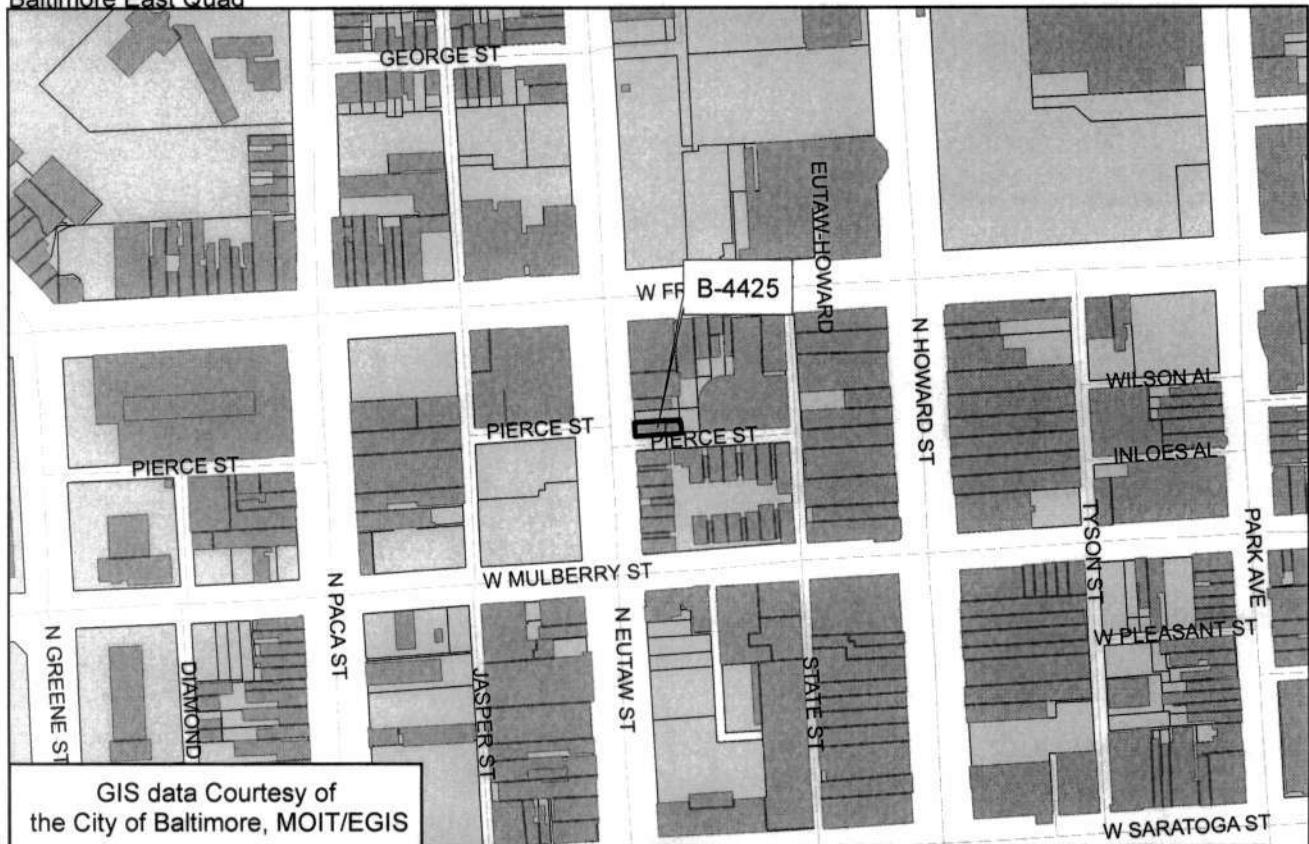 Baltimore East Quad
GEORGE ST
EUTAW-HOWARD
W FR
B-4425
N HOWARD ST
WILSON AL
PIERCE ST
PIERCE ST
INLOES AL
PIERCE ST
TYSON ST
PARK AVE
W MULBERRY ST
N PACA ST
N EUTAW ST
W PLEASANT ST
N GREENE ST
DIAMOND
JASPER ST
STATE ST
GIS data Courtesy of
the City of Baltimore, MOIT/EGIS
W SARATOGA ST